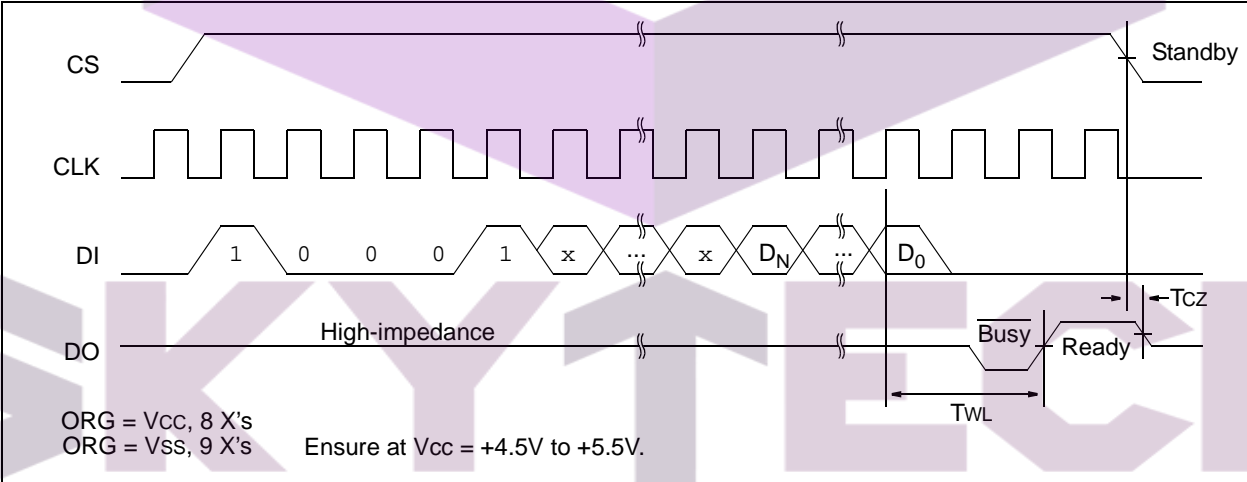 CS
Standby
CLK
DI
1 0 0 0 1 x ... x DN ... D0
TCZ
DO
High-impedance
Busy
Ready
TWL
ORG = VCC, 8 X's
ORG = VSS, 9 X's
Ensure at Vcc = +4.5V to +5.5V.
SKYTECH